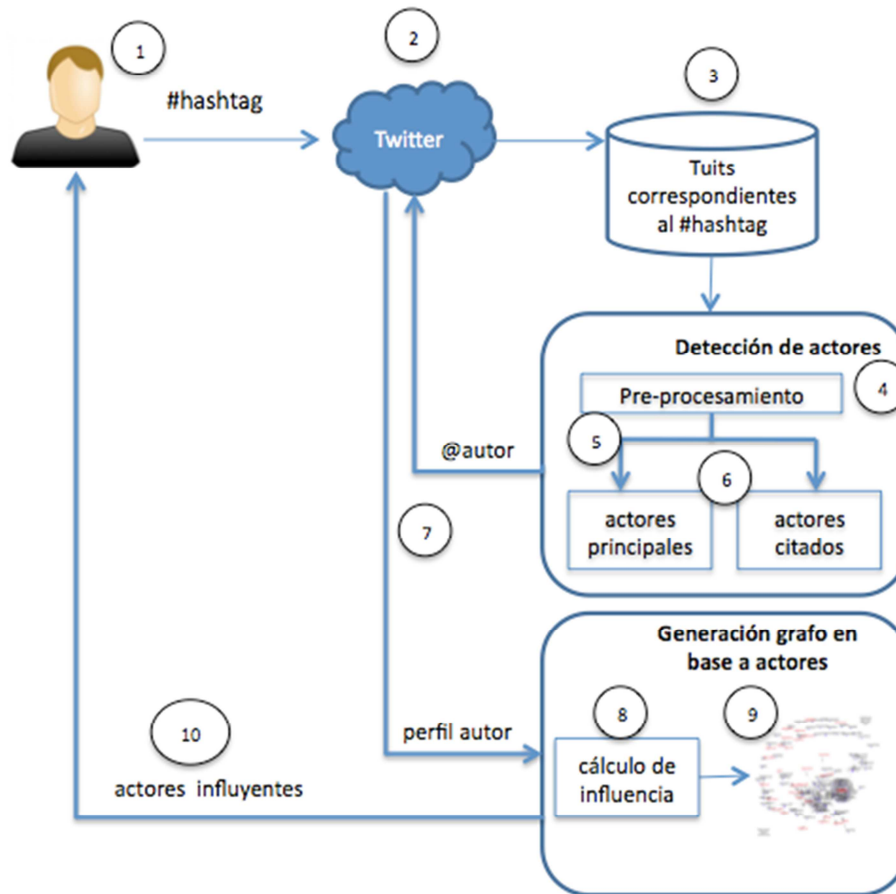 1
2
3
#hashtag
Twitter
Tuits
correspondientes
al #hashtag
Detección de actores
4
Pre-procesamiento
5
6
@autor
actores
principales
actores
citados
7
Generación grafo en
base a actores
8
9
10
perfil autor
cálculo de
influencia
actores influyentes